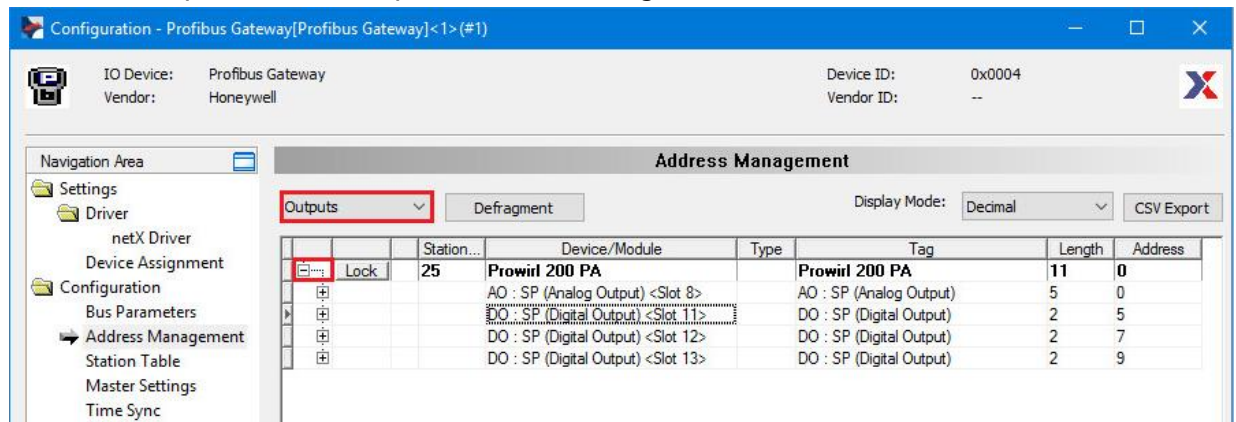 Configuration - Profibus Gateway[Profibus Gateway]<1>(#1)
IO Device: Profibus Gateway Device ID: 0x0004
Vendor: Honeywell Vendor ID: --
Navigation Area
Settings
Driver
netX Driver
Device Assignment
Configuration
Bus Parameters
Address Management
Station Table
Master Settings
Time Sync
Address Management
Outputs Defragment Display Mode: Decimal CSV Export
Station... Device/Module Type Tag Length Address
Lock 25 Prowirl 200 PA Prowirl 200 PA 11 0
AO : SP (Analog Output) <Slot 8> AO : SP (Analog Output) 5 0
DO : SP (Digital Output) <Slot 11> DO : SP (Digital Output) 2 5
DO : SP (Digital Output) <Slot 12> DO : SP (Digital Output) 2 7
DO : SP (Digital Output) <Slot 13> DO : SP (Digital Output) 2 9